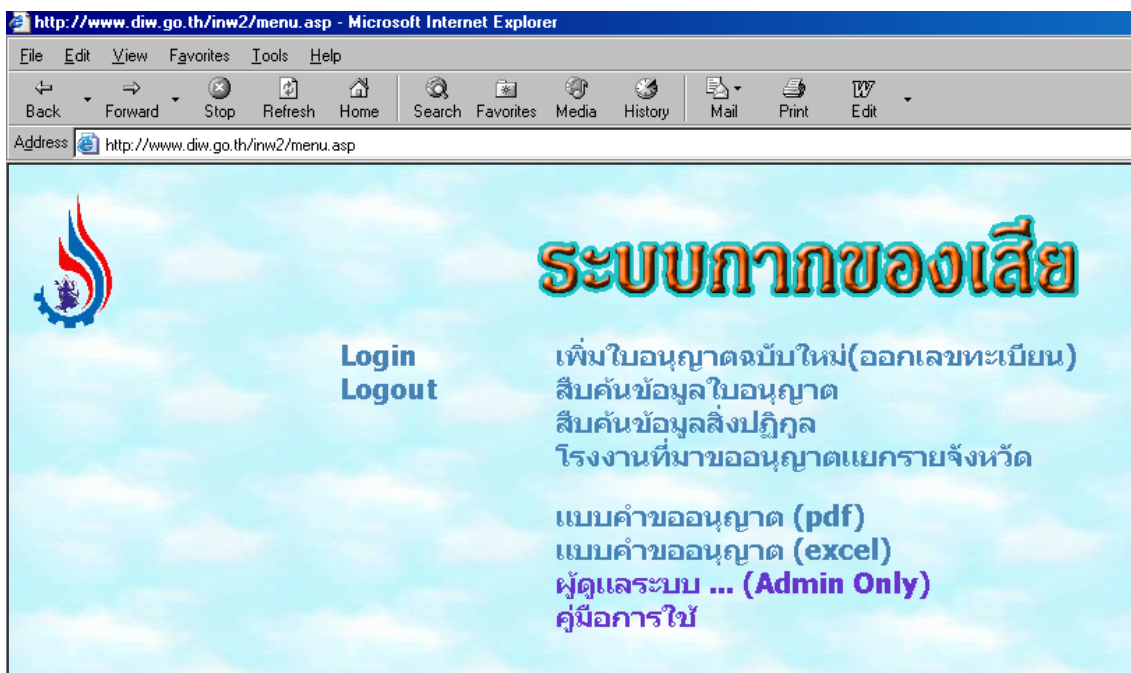 http://www.diw.go.th/inw2/menu.asp - Microsoft Internet Explorer
File Edit View Favorites Tools Help
Back Forward Stop Refresh Home Search Favorites Media History Mail Print Edit
Address http://www.diw.go.th/inw2/menu.asp
ระบบกากของเสีย
Login เพิ่มใบอนุญาตฉบับใหม่(ออกเลขทะเบียน)
Logout สืบค้นข้อมูลใบอนุญาต
สืบค้นข้อมูลสิ่งปฏิกูล
โรงงานที่มาขออนุญาตแยกรายจังหวัด
แบบคำขออนุญาต (pdf)
แบบคำขออนุญาต (excel)
ผู้ดูแลระบบ ... (Admin Only)
คู่มือการใช้